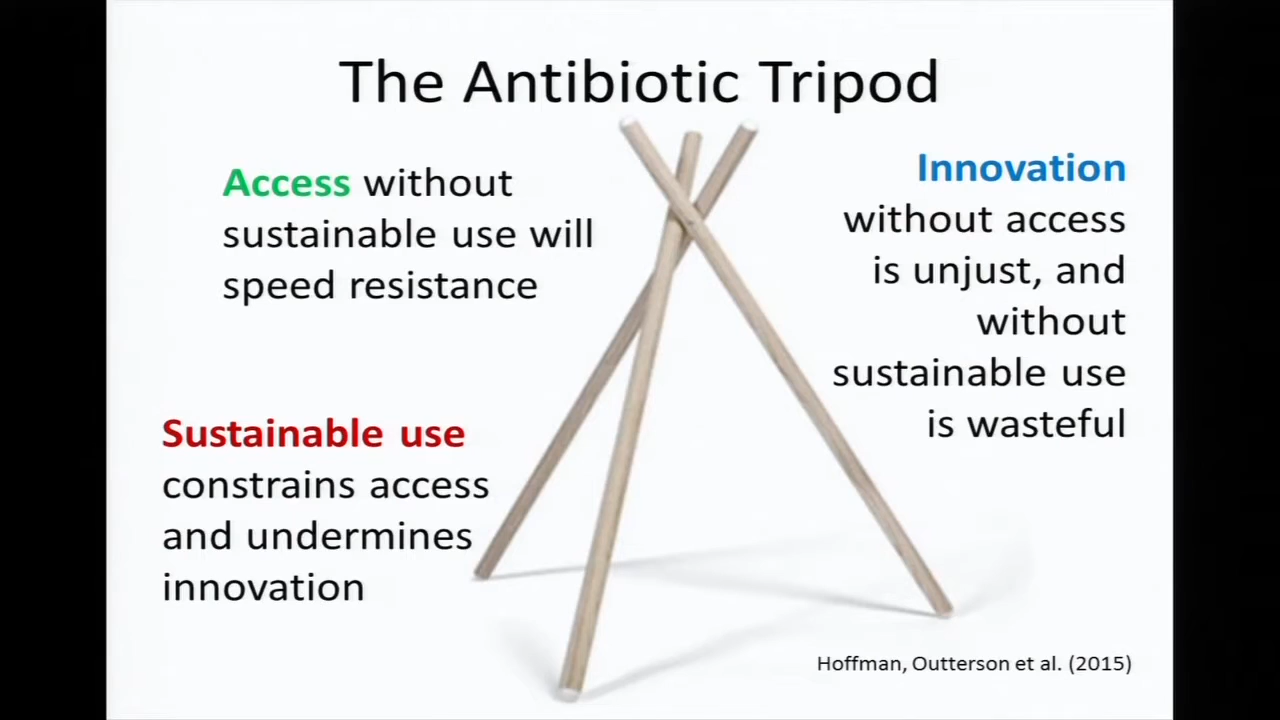 The Antibiotic Tripod
Access without
sustainable use will
speed resistance
Innovation
without access
is unjust, and
without
sustainable use
is wasteful
Sustainable use
constrains access
and undermines
innovation
Hoffman, Outterson et al. (2015)